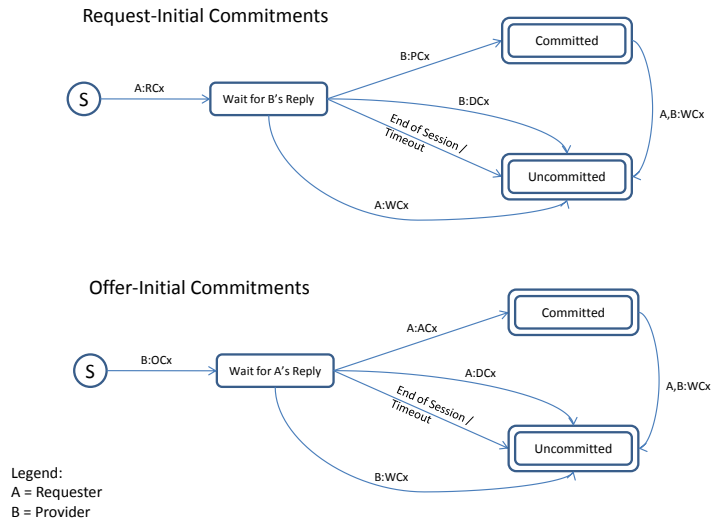 Request-Initial Commitments
Committed
B:PCx
A:RCx
S
Wait for B's Reply
B:DCx
A,B:WCx
End of Session /
Timeout
Uncommitted
A:WCx
Offer-Initial Commitments
Committed
A:ACx
B:OCx
S
Wait for A's Reply
A:DCx
A,B:WCx
End of Session /
Timeout
Uncommitted
B:WCx
Legend:
A = Requester
B = Provider